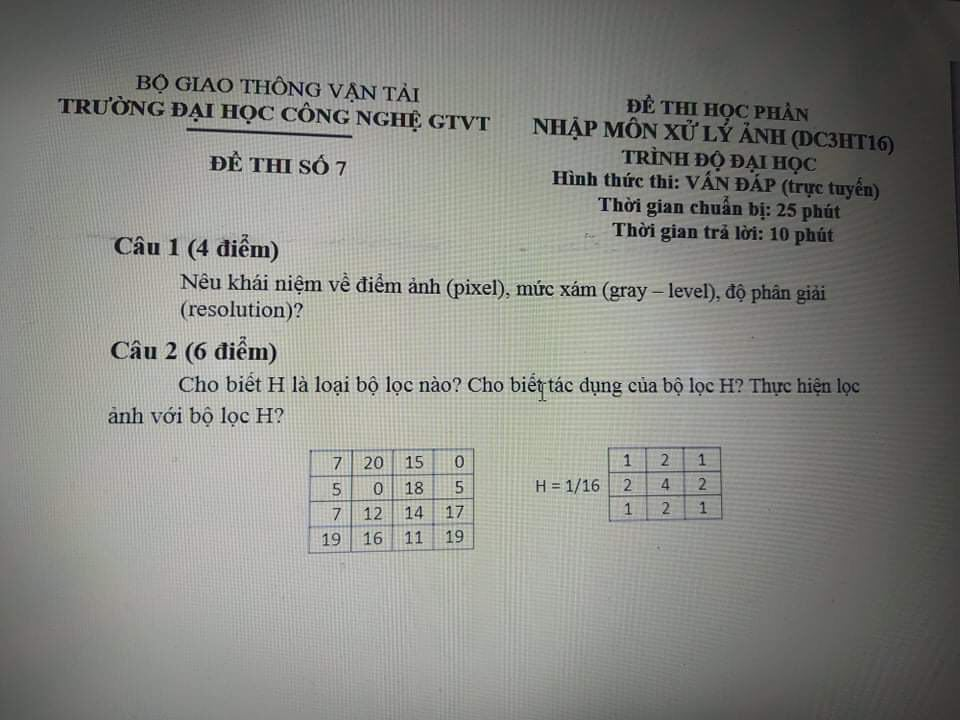 BỘ GIAO THÔNG VẬN TẢI
TRƯỜNG ĐẠI HỌC CÔNG NGHỆ GTVT
ĐỀ THI SỐ 7
ĐỀ THI HỌC PHẦN
NHẬP MÔN XỬ LÝ ẢNH (DC3HT16)
TRÌNH ĐỘ ĐẠI HỌC
Hình thức thi: VẤN ĐÁP (trực tuyến)
Thời gian chuẩn bị: 25 phút
Thời gian trả lời: 10 phút
Câu 1 (4 điểm)
Nêu khái niệm về điểm ảnh (pixel), mức xám (gray – level), độ phân giải
(resolution)?
Câu 2 (6 điểm)
Cho biết H là loại bộ lọc nào? Cho biết tác dụng của bộ lọc H? Thực hiện lọc
ảnh với bộ lọc H?
7 20 15 0
5 0 18 5
7 12 14 17
19 16 11 19
H = 1/16
1 2 1
2 4 2
1 2 1